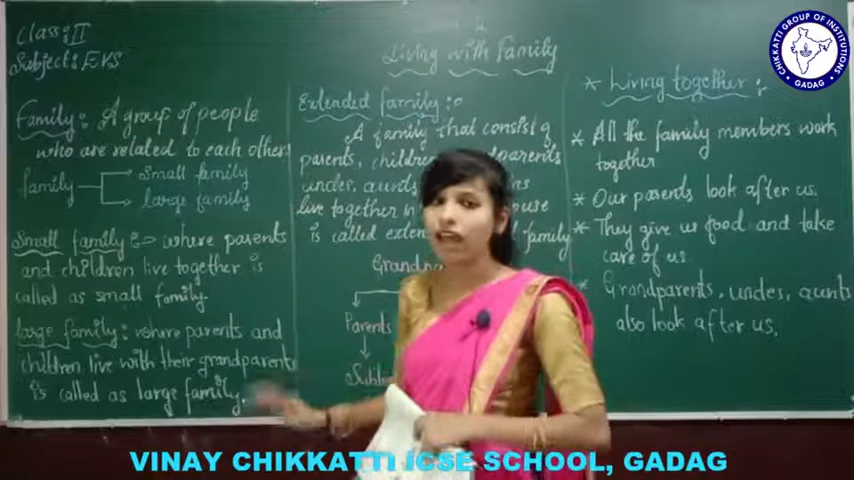 Class: II
Subject: EVS
Living with Family
Family: A group of people
who are related to each other.
family
small family
large family
Small family:-> where parents
and children live together is
called as small family.
large family: where parents and
children live with their grandparents
is called as large family.
Extended family:-
A family that consist of
parents,
uncles, aunts
live together in house
is called family
Parents
* Living together:
* All the family members work
together
* Our parents look after us.
* They give us food and take
care of us.
Grandparents, uncles, aunts
also look after us.
CHIKKATTI GROUP OF INSTITUTIONS
GADAG
VINAY CHIKKATTI ICSE SCHOOL, GADAG